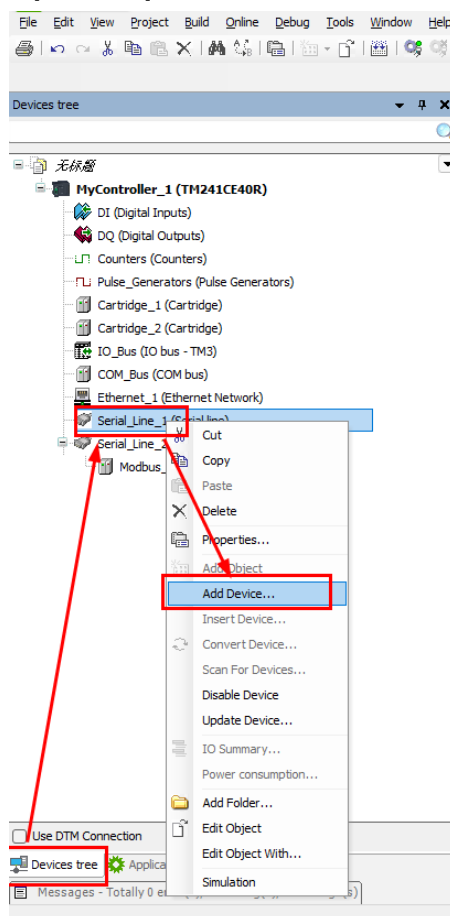 File Edit View Project Build Online Debug Tools Window Help
Devices tree
无标题
MyController_1 (TM241CE40R)
DI (Digital Inputs)
DQ (Digital Outputs)
Counters (Counters)
Pulse_Generators (Pulse Generators)
Cartridge_1 (Cartridge)
Cartridge_2 (Cartridge)
IO_Bus (IO bus - TM3)
COM_Bus (COM bus)
Ethernet_1 (Ethernet Network)
Serial_Line_1 (Serial line)
Serial_Line_2
Modbus_
Cut
Copy
Paste
Delete
Properties...
Add Object
Add Device...
Insert Device...
Convert Device...
Scan For Devices...
Disable Device
Update Device...
IO Summary...
Power consumption...
Add Folder...
Edit Object
Edit Object With...
Simulation
Use DTM Connection
Devices tree Applica
Messages - Totally 0